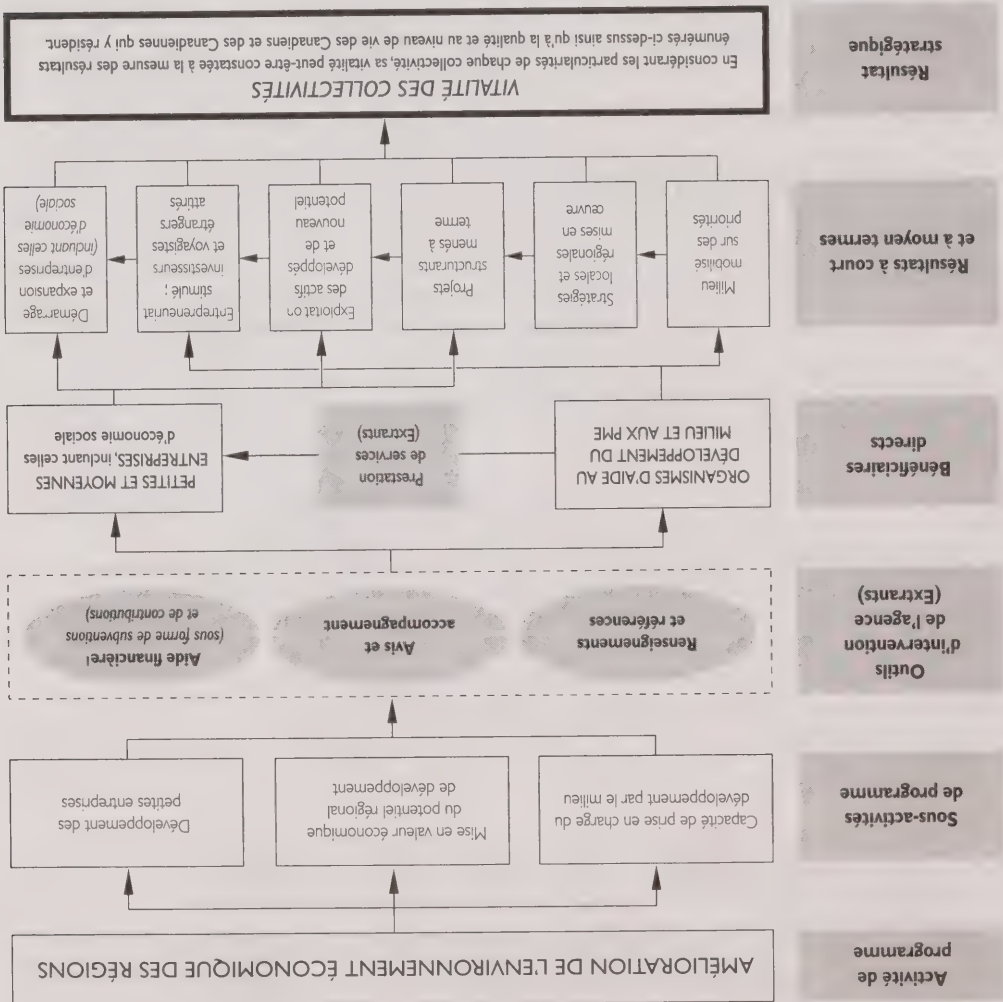 Activité de
programme
AMÉLIORATION DE L'ENVIRONNEMENT ÉCONOMIQUE DES RÉGIONS
Sous-activités
de programme
Capacité de prise en charge du
développement par le milieu
Mise en valeur économique
du potentiel régional
de développement
Développement des
petites entreprises
Outils
d'intervention
de l'agence
(Extrants)
Renseignements
et références
Avis et
accompagnement
Aide financière¹
(sous forme de subventions
et de contributions)
Bénéficiaires
directs
ORGANISMES D'AIDE AU
DÉVELOPPEMENT DU
MILIEU ET AUX PME
Prestation
de services
(Extrants)
PETITES ET MOYENNES
ENTREPRISES, incluant celles
d'économie sociale
Résultats à court
et à moyen termes
Milieu
mobilisé
sur des
priorités
Stratégies
locales et
régionales
mises en
œuvre
Projets
structurants
menés à
terme
Exploitation
des actifs
développés
et de
nouveau
potentiel
Entrepreneuriat
stimulé ;
investisseurs
et voyagistes
étrangers
attirés
Démarrage
et expansion
d'entreprises
(incluant celles
d'économie
sociale)
Résultat
stratégique
VITALITÉ DES COLLECTIVITÉS
En considérant les particularités de chaque collectivité, sa vitalité peut-être constatée à la mesure des résultats
énumérés ci-dessus ainsi qu'à la qualité et au niveau de vie des Canadiens et des Canadiennes qui y résident.